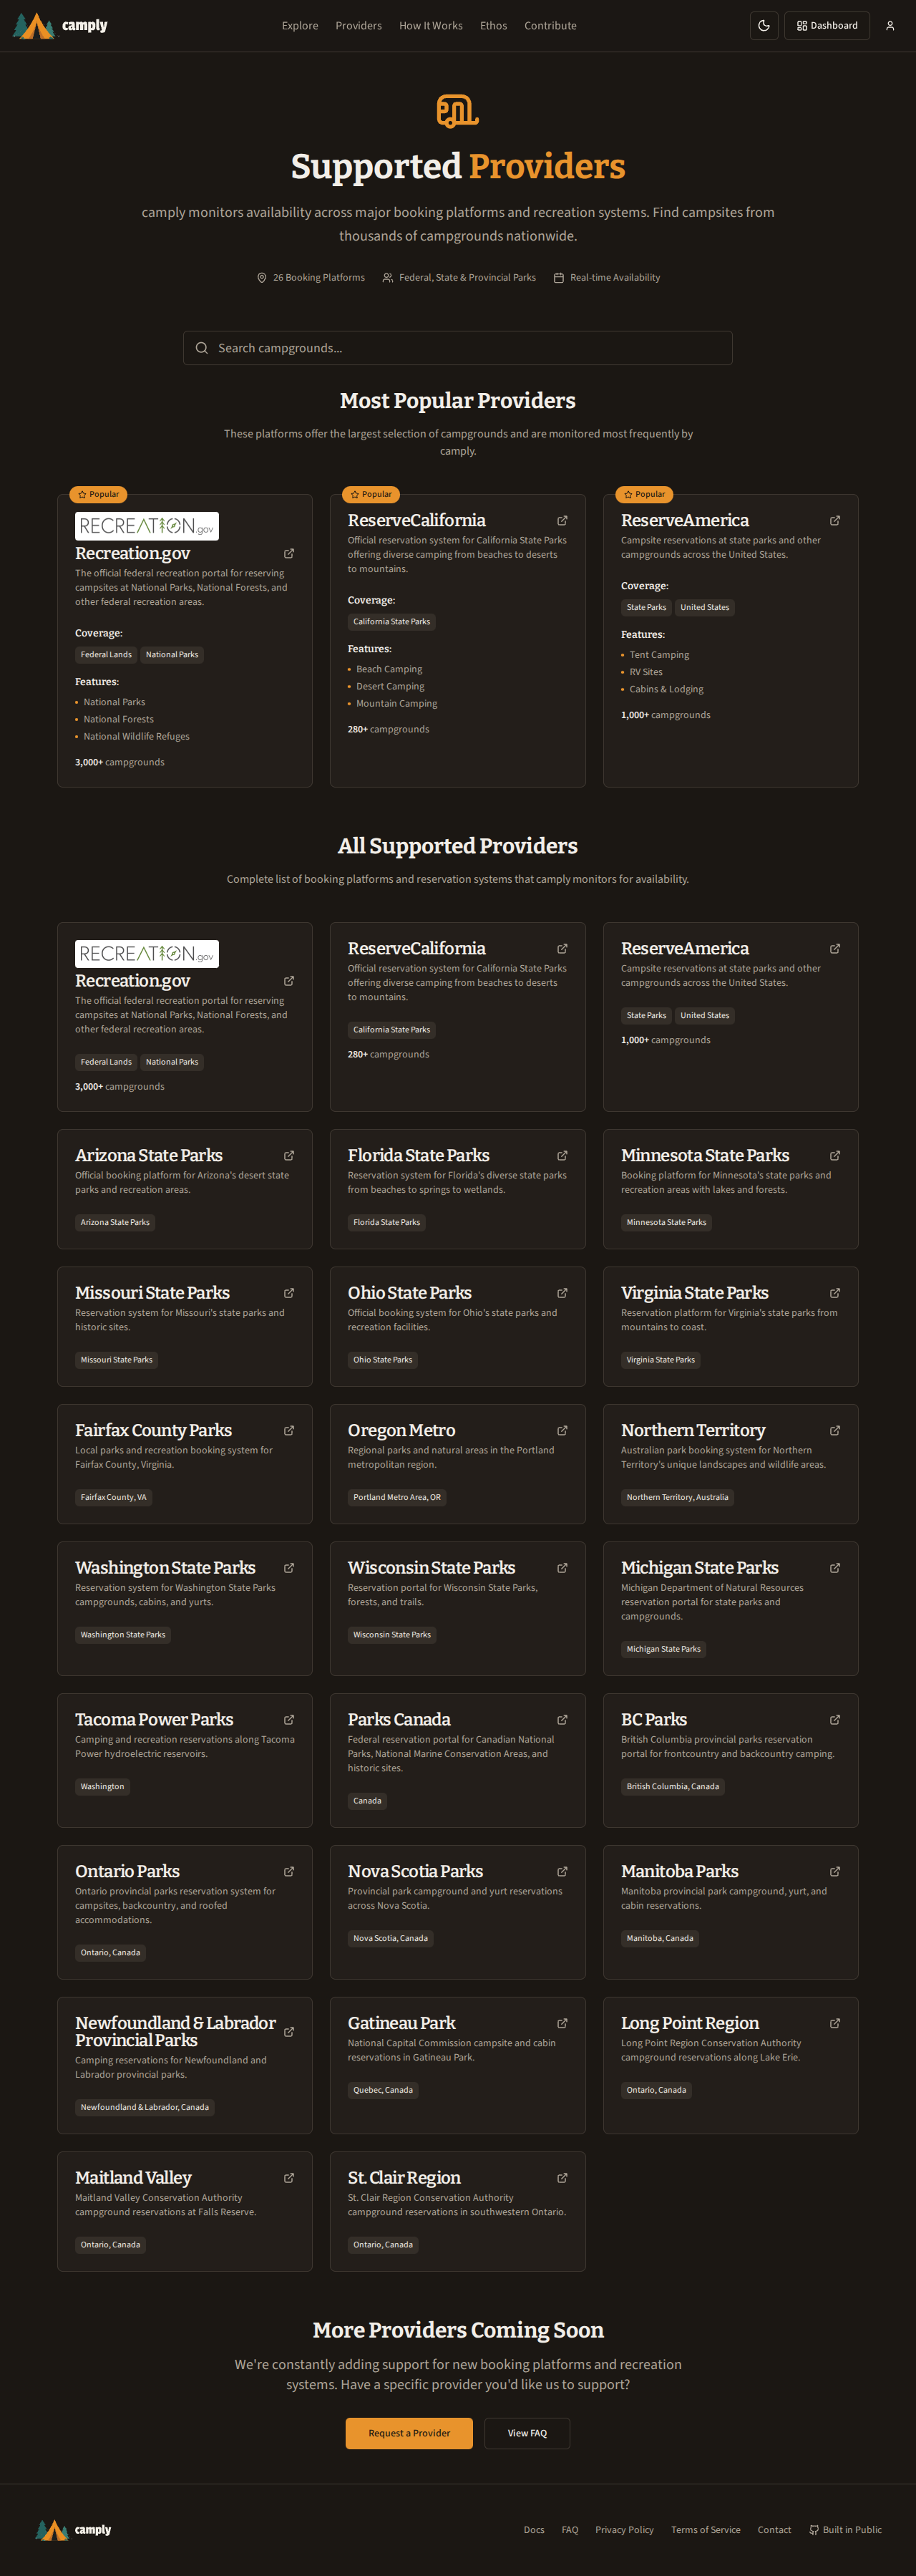 camply
Explore Providers How It Works Ethos Contribute
Dashboard
Supported Providers
camply monitors availability across major booking platforms and recreation systems. Find campsites from
thousands of campgrounds nationwide.
26 Booking Platforms
Federal, State & Provincial Parks
Real-time Availability
Search campgrounds...
Most Popular Providers
These platforms offer the largest selection of campgrounds and are monitored most frequently by
camply.
Popular
RECREATION.gov
Recreation.gov
The official federal recreation portal for reserving
campsites at National Parks, National Forests, and
other federal recreation areas.
Coverage:
Federal Lands National Parks
Features:
National Parks
National Forests
National Wildlife Refuges
3,000+ campgrounds
Popular
ReserveCalifornia
Official reservation system for California State Parks
offering diverse camping from beaches to deserts
to mountains.
Coverage:
California State Parks
Features:
Beach Camping
Desert Camping
Mountain Camping
280+ campgrounds
Popular
ReserveAmerica
Campsite reservations at state parks and other
campgrounds across the United States.
Coverage:
State Parks United States
Features:
Tent Camping
RV Sites
Cabins & Lodging
1,000+ campgrounds
All Supported Providers
Complete list of booking platforms and reservation systems that camply monitors for availability.
RECREATION.gov
Recreation.gov
The official federal recreation portal for reserving
campsites at National Parks, National Forests, and
other federal recreation areas.
Federal Lands National Parks
3,000+ campgrounds
ReserveCalifornia
Official reservation system for California State Parks
offering diverse camping from beaches to deserts
to mountains.
California State Parks
280+ campgrounds
ReserveAmerica
Campsite reservations at state parks and other
campgrounds across the United States.
State Parks United States
1,000+ campgrounds
Arizona State Parks
Official booking platform for Arizona's desert state
parks and recreation areas.
Arizona State Parks
Florida State Parks
Reservation system for Florida's diverse state parks
from beaches to springs to wetlands.
Florida State Parks
Minnesota State Parks
Booking platform for Minnesota's state parks and
recreation areas with lakes and forests.
Minnesota State Parks
Missouri State Parks
Reservation system for Missouri's state parks and
historic sites.
Missouri State Parks
Ohio State Parks
Official booking system for Ohio's state parks and
recreation facilities.
Ohio State Parks
Virginia State Parks
Reservation platform for Virginia's state parks from
mountains to coast.
Virginia State Parks
Fairfax County Parks
Local parks and recreation booking system for
Fairfax County, Virginia.
Fairfax County, VA
Oregon Metro
Regional parks and natural areas in the Portland
metropolitan region.
Portland Metro Area, OR
Northern Territory
Australian park booking system for Northern
Territory's unique landscapes and wildlife areas.
Northern Territory, Australia
Washington State Parks
Reservation system for Washington State Parks
campgrounds, cabins, and yurts.
Washington State Parks
Wisconsin State Parks
Reservation portal for Wisconsin State Parks,
forests, and trails.
Wisconsin State Parks
Michigan State Parks
Michigan Department of Natural Resources
reservation portal for state parks and
campgrounds.
Michigan State Parks
Tacoma Power Parks
Camping and recreation reservations along Tacoma
Power hydroelectric reservoirs.
Washington
Parks Canada
Federal reservation portal for Canadian National
Parks, National Marine Conservation Areas, and
historic sites.
Canada
BC Parks
British Columbia provincial parks reservation
portal for frontcountry and backcountry camping.
British Columbia, Canada
Ontario Parks
Ontario provincial parks reservation system for
campsites, backcountry, and roofed
accommodations.
Ontario, Canada
Nova Scotia Parks
Provincial park campground and yurt reservations
across Nova Scotia.
Nova Scotia, Canada
Manitoba Parks
Manitoba provincial park campground, yurt, and
cabin reservations.
Manitoba, Canada
Newfoundland & Labrador
Provincial Parks
Camping reservations for Newfoundland and
Labrador provincial parks.
Newfoundland & Labrador, Canada
Gatineau Park
National Capital Commission campsite and cabin
reservations in Gatineau Park.
Quebec, Canada
Long Point Region
Long Point Region Conservation Authority
campground reservations along Lake Erie.
Ontario, Canada
Maitland Valley
Maitland Valley Conservation Authority
campground reservations at Falls Reserve.
Ontario, Canada
St. Clair Region
St. Clair Region Conservation Authority
campground reservations in southwestern Ontario.
Ontario, Canada
More Providers Coming Soon
We're constantly adding support for new booking platforms and recreation
systems. Have a specific provider you'd like us to support?
Request a Provider
View FAQ
camply
Docs FAQ Privacy Policy Terms of Service Contact Built in Public